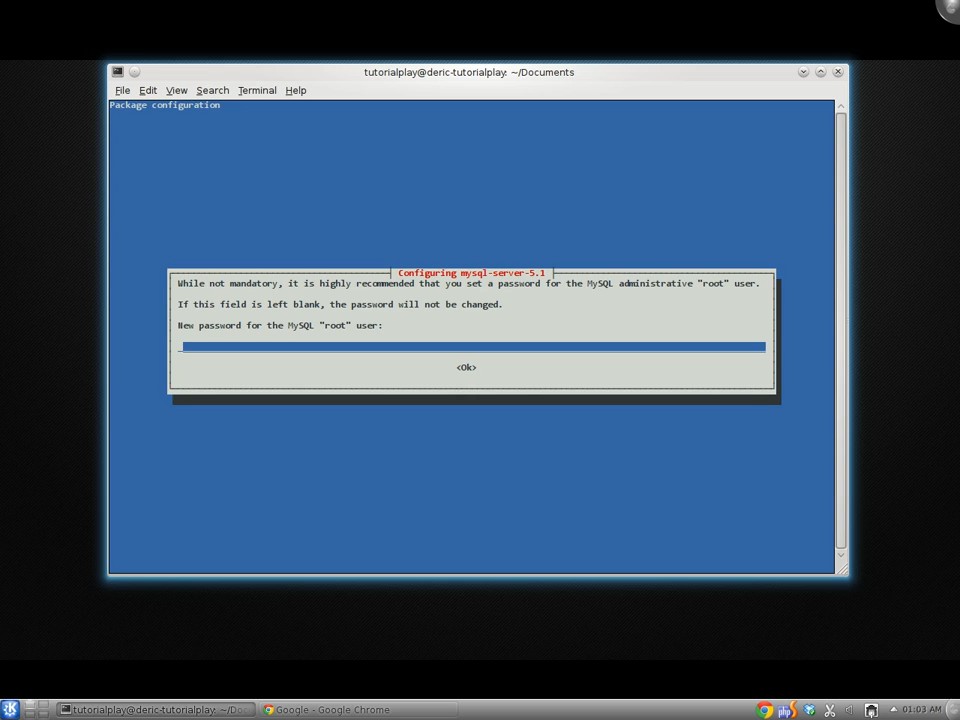 tutorialplay@deric-tutorialplay: ~/Documents
File Edit View Search Terminal Help
Package configuration
Configuring mysql-server-5.1
While not mandatory, it is highly recommended that you set a password for the MySQL administrative "root" user.
If this field is left blank, the password will not be changed.
New password for the MySQL "root" user:
<Ok>
tutorialplay@deric-tutorialplay: ~/Do
Google - Google Chrome
php
01:03 AM